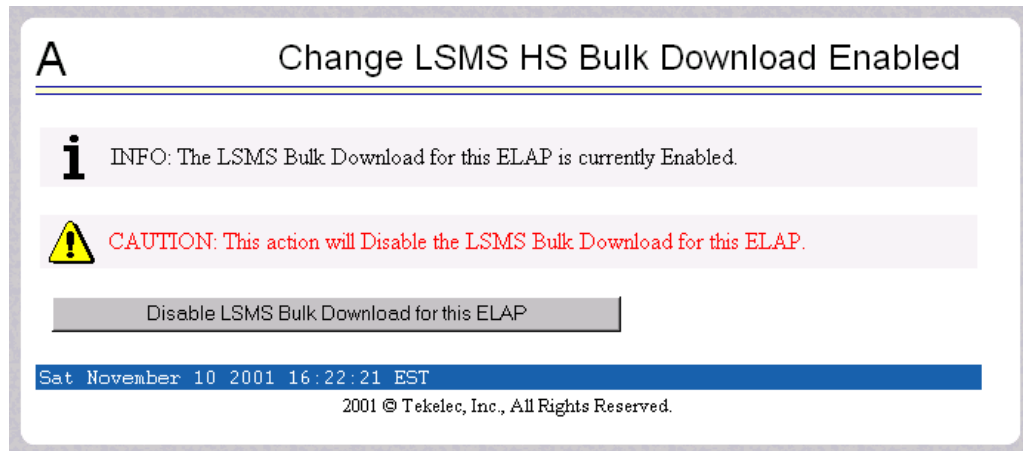 A
Change LSMS HS Bulk Download Enabled
i
INFO: The LSMS Bulk Download for this ELAP is currently Enabled.
!
CAUTION: This action will Disable the LSMS Bulk Download for this ELAP.
Disable LSMS Bulk Download for this ELAP
Sat November 10 2001 16:22:21 EST
2001 © Tekelec, Inc., All Rights Reserved.